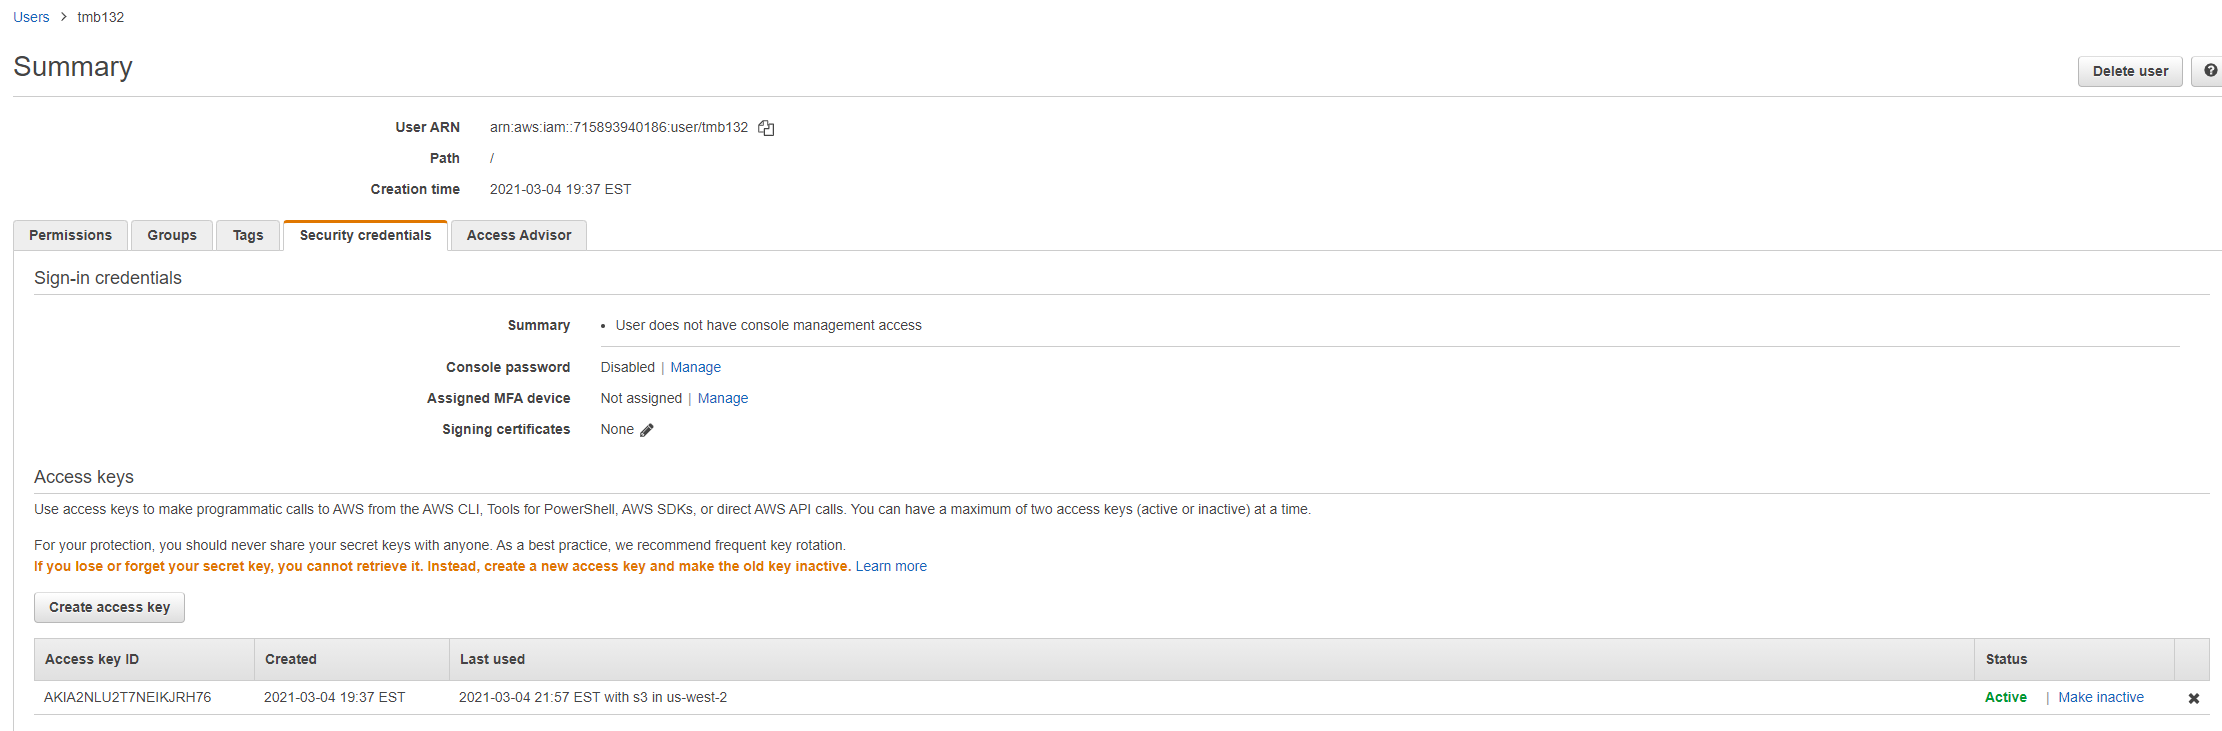 Users > tmb132
Summary
Delete user
User ARN arn:aws:iam::715893940186:user/tmb132
Path /
Creation time 2021-03-04 19:37 EST
Permissions Groups Tags Security credentials Access Advisor
Sign-in credentials
Summary • User does not have console management access
Console password Disabled | Manage
Assigned MFA device Not assigned | Manage
Signing certificates None
Access keys
Use access keys to make programmatic calls to AWS from the AWS CLI, Tools for PowerShell, AWS SDKs, or direct AWS API calls. You can have a maximum of two access keys (active or inactive) at a time.
For your protection, you should never share your secret keys with anyone. As a best practice, we recommend frequent key rotation.
If you lose or forget your secret key, you cannot retrieve it. Instead, create a new access key and make the old key inactive. Learn more
Create access key
Access key ID Created Last used Status
AKIA2NLU2T7NEIKJRH76 2021-03-04 19:37 EST 2021-03-04 21:57 EST with s3 in us-west-2 Active | Make inactive